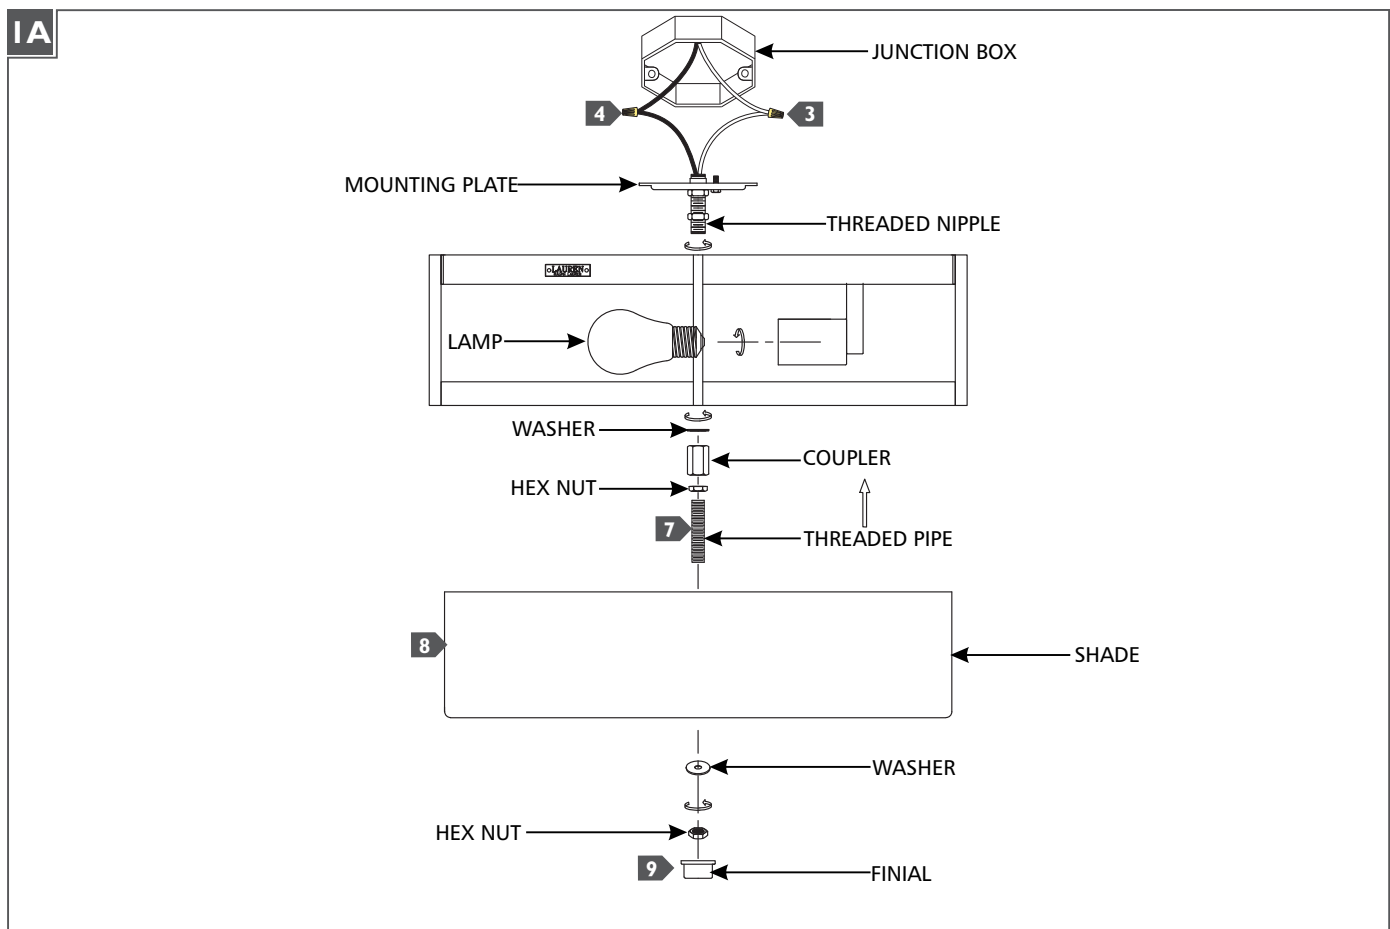 1A
JUNCTION BOX
4
3
MOUNTING PLATE
THREADED NIPPLE
LAUREN
LAMP
WASHER
COUPLER
HEX NUT
7
THREADED PIPE
8
SHADE
WASHER
HEX NUT
9
FINIAL